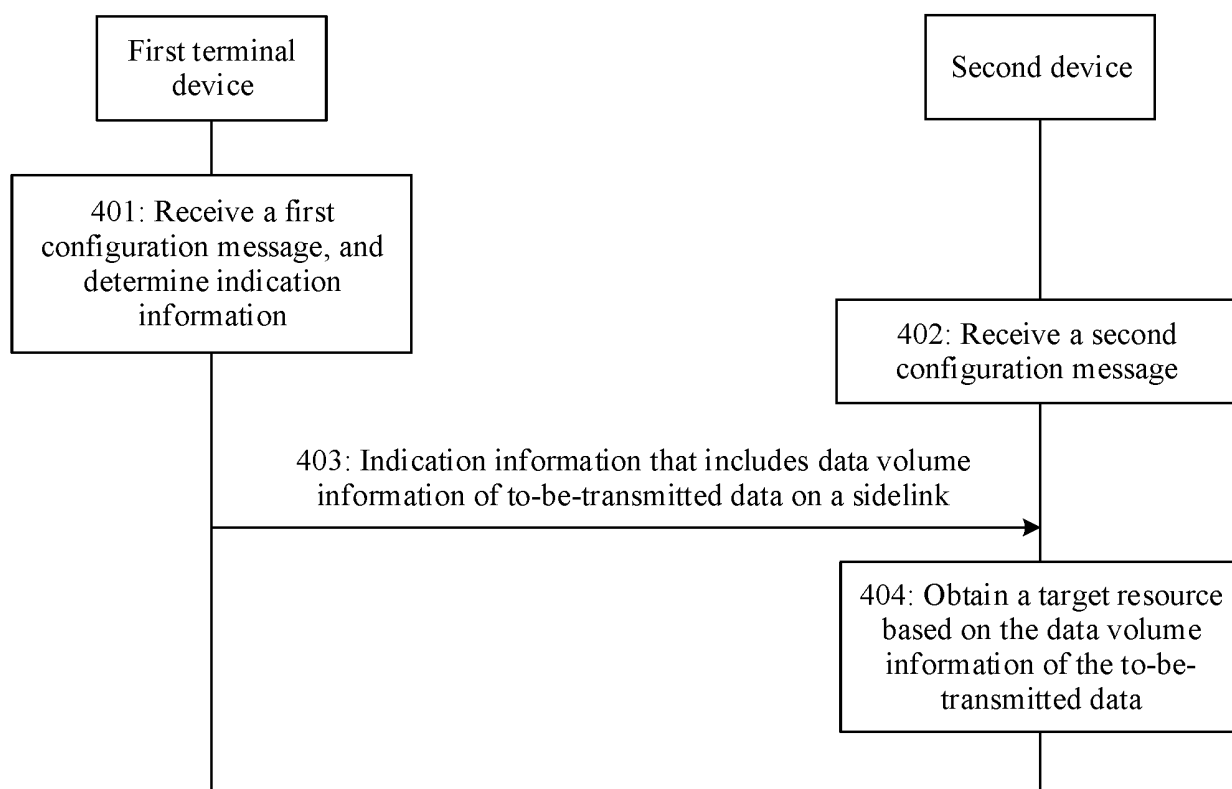 First terminal
device
Second device
401: Receive a first
configuration message, and
determine indication
information
402: Receive a second
configuration message
403: Indication information that includes data volume
information of to-be-transmitted data on a sidelink
404: Obtain a target resource
based on the data volume
information of the to-be-
transmitted data